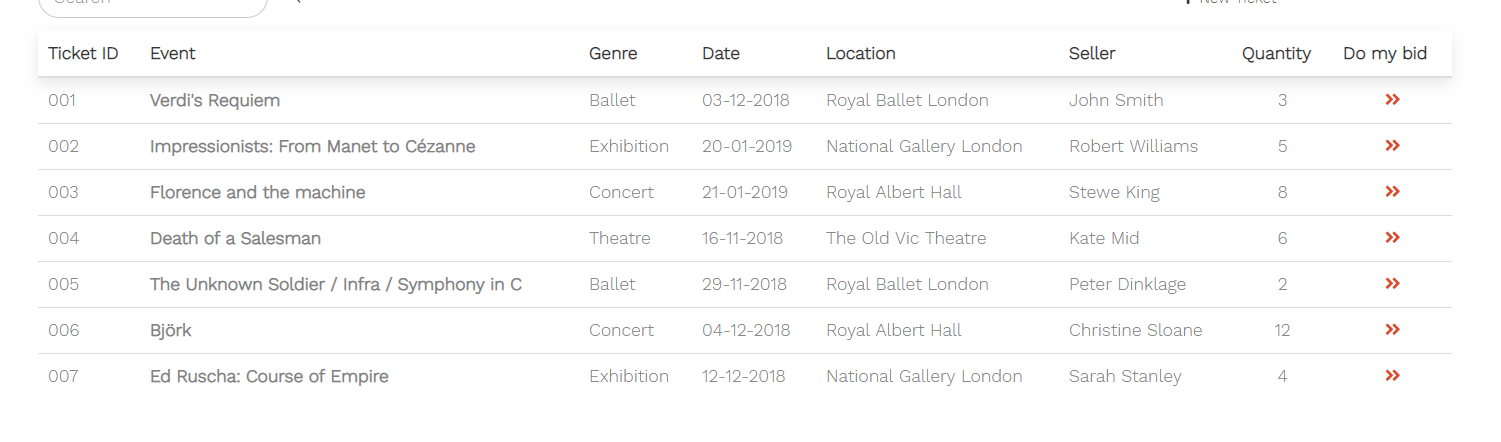 Search New Ticket
Ticket ID Event Genre Date Location Seller Quantity Do my bid
001 Verdi's Requiem Ballet 03-12-2018 Royal Ballet London John Smith 3
002 Impressionists: From Manet to Cézanne Exhibition 20-01-2019 National Gallery London Robert Williams 5
003 Florence and the machine Concert 21-01-2019 Royal Albert Hall Stewe King 8
004 Death of a Salesman Theatre 16-11-2018 The Old Vic Theatre Kate Mid 6
005 The Unknown Soldier / Infra / Symphony in C Ballet 29-11-2018 Royal Ballet London Peter Dinklage 2
006 Björk Concert 04-12-2018 Royal Albert Hall Christine Sloane 12
007 Ed Ruscha: Course of Empire Exhibition 12-12-2018 National Gallery London Sarah Stanley 4